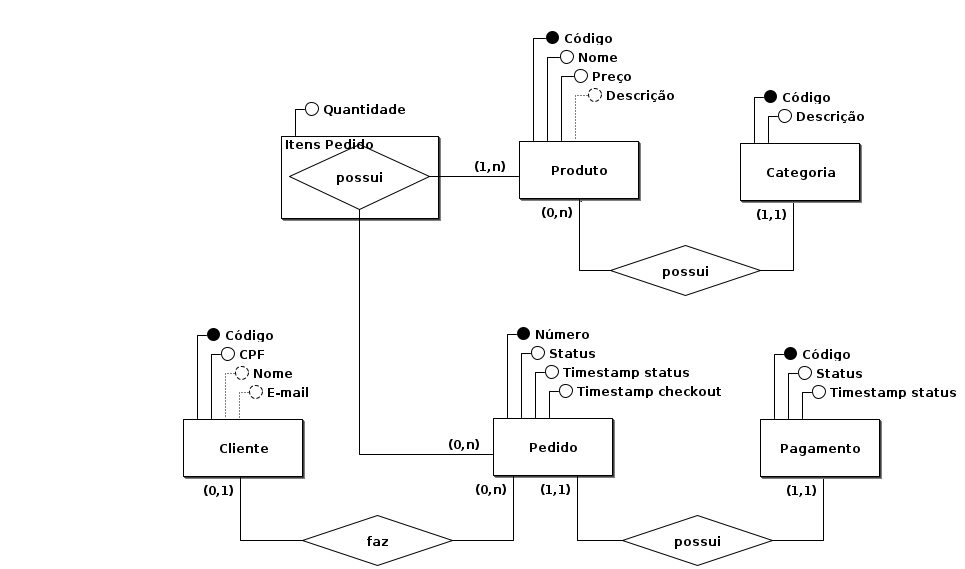 Código
Nome
Preço
Descrição
Código
Descrição
Quantidade
Itens Pedido
possui
(1,n)
Produto
Categoria
(0,n)
(1,1)
possui
Código
CPF
Nome
E-mail
Número
Status
Timestamp status
Timestamp checkout
Código
Status
Timestamp status
Cliente
(0,n)
Pedido
Pagamento
(0,1)
(0,n)
(1,1)
(1,1)
faz
possui